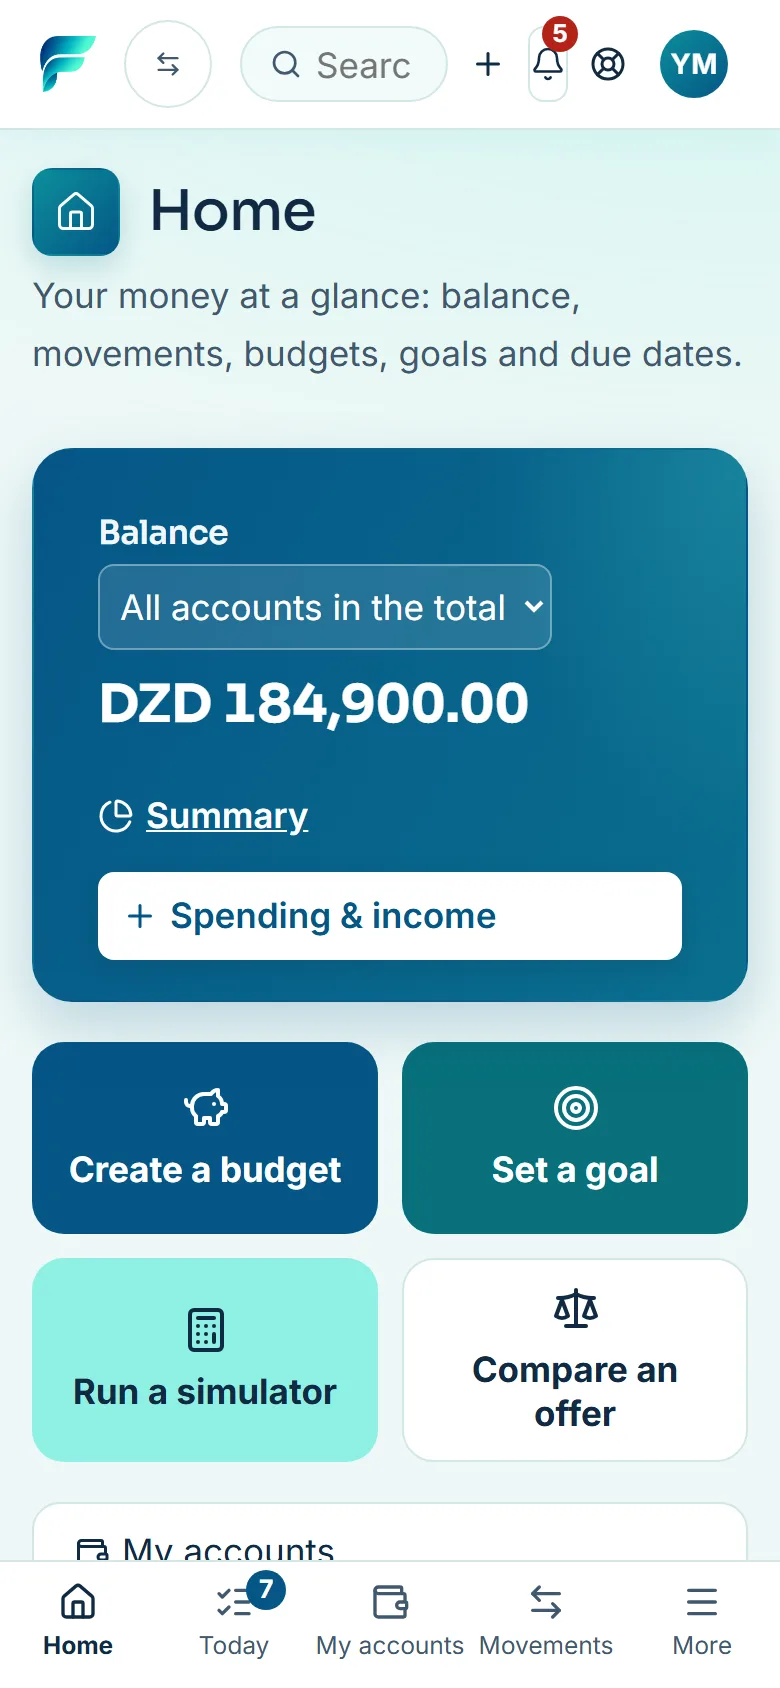 Searc
5
YM
Home
Your money at a glance: balance,
movements, budgets, goals and due dates.
Balance
All accounts in the total
DZD 184,900.00
Summary
Spending & income
Create a budget
Set a goal
Run a simulator
Compare an
offer
My accounts
7
Home
Today
My accounts
Movements
More